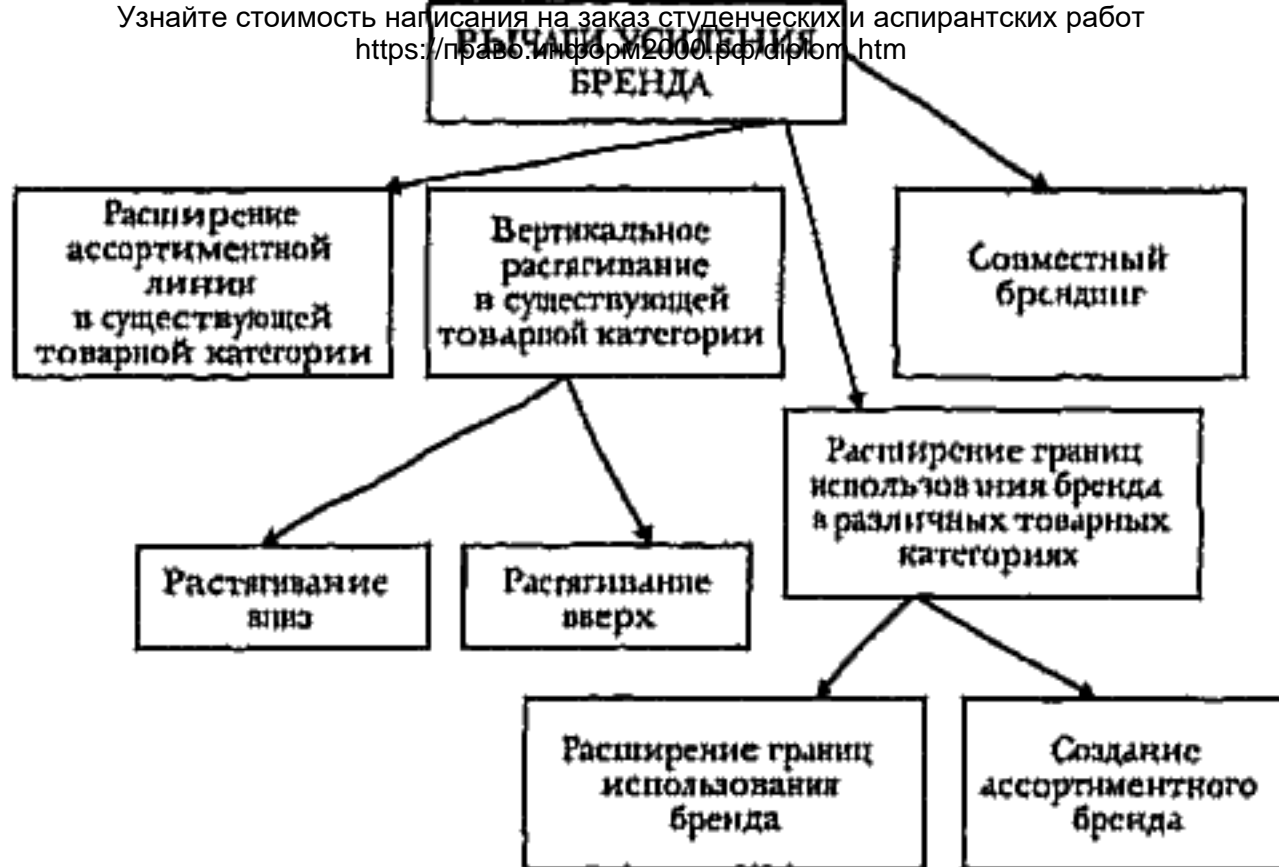 Узнайте стоимость написания на заказ студенческих и аспирантских работ
https://право.информ2000.рф/diplom.htm
РЫЧАГИ УСИЛЕНИЯ
БРЕНДА
Расширение
ассортиментной
линии
в существующей
товарной категории
Вертикальное
растягивание
в существующей
товарной категории
Совместный
брендинг
Расширение границ
использования бренда
в различных товарных
категориях
Растягивание
вниз
Растягивание
вверх
Расширение границ
использования
бренда
Создание
ассортиментного
бренда